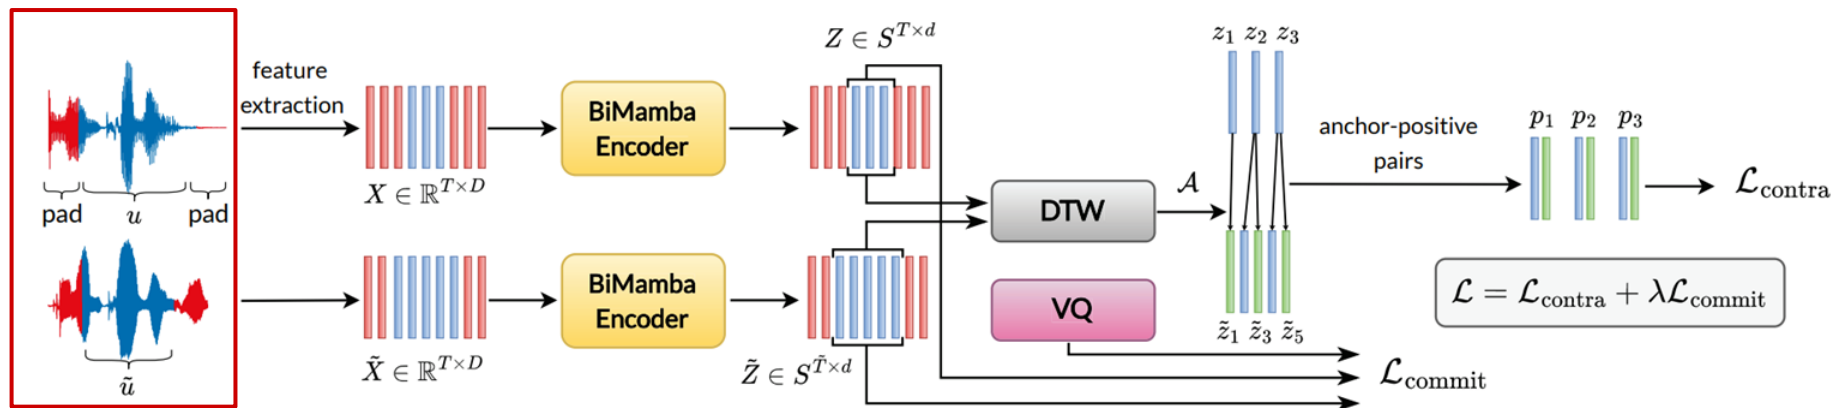 feature
extraction
pad
u
pad
X ∈ ℝ^{T×D}
BiMamba
Encoder
Z ∈ S^{T×d}
ũ
X̃ ∈ ℝ^{T×D}
BiMamba
Encoder
Z̃ ∈ S^{T̃×d}
DTW
VQ
𝒜
z₁ z₂ z₃
z̃₁ z̃₃ z̃₅
anchor-positive
pairs
p₁ p₂ p₃
ℒ_contra
ℒ = ℒ_contra + λℒ_commit
ℒ_commit